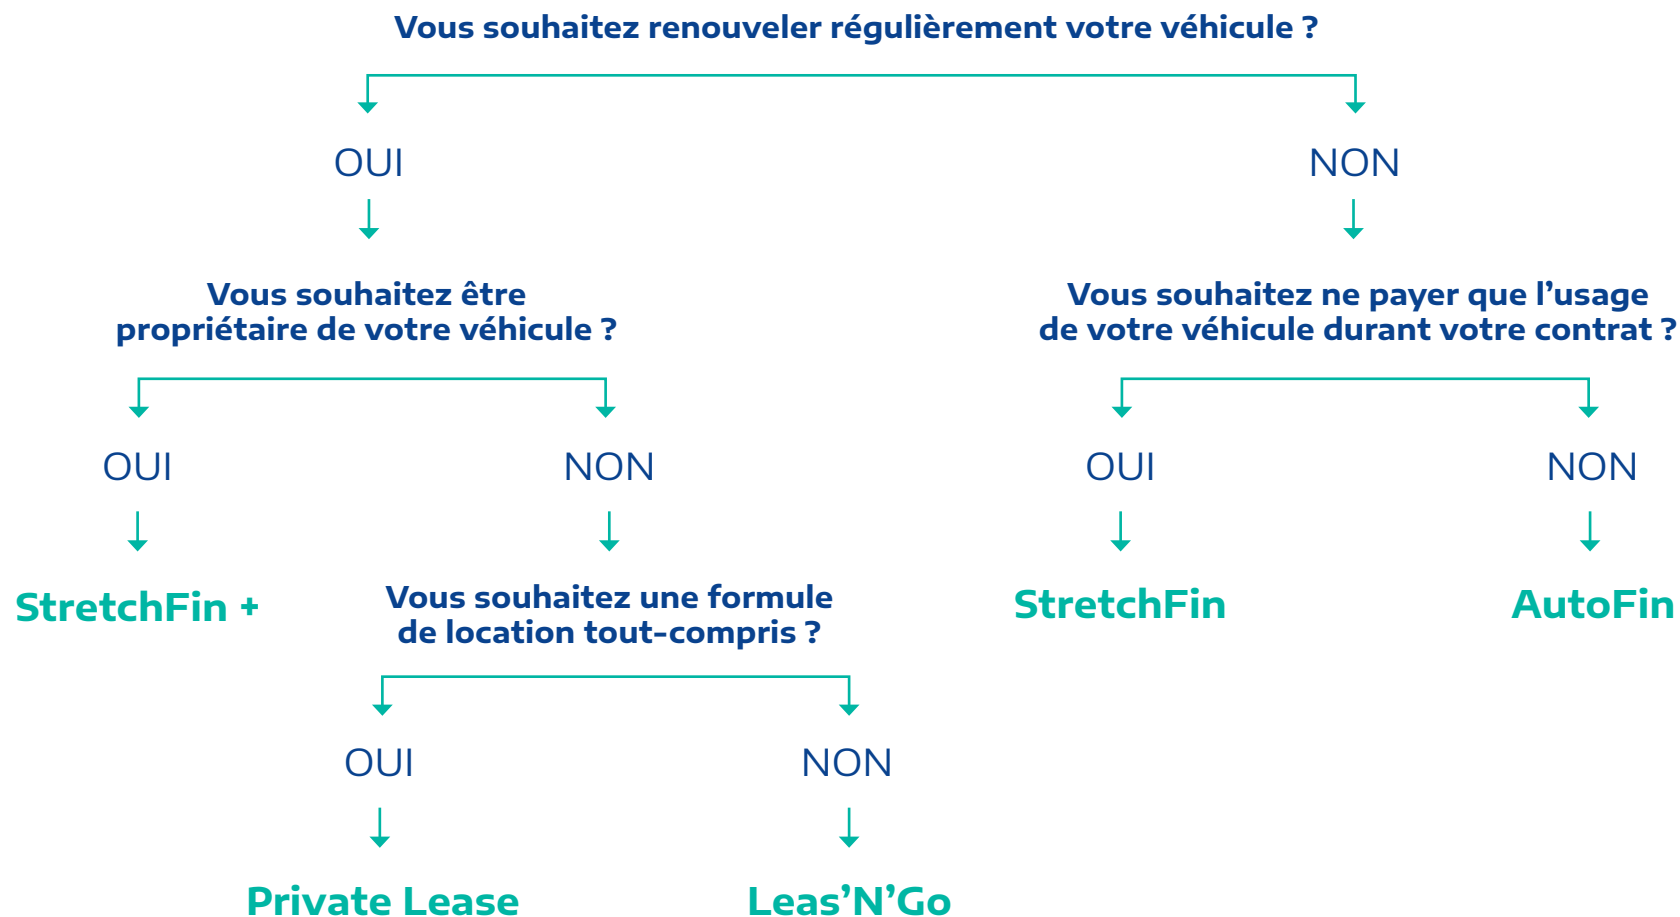 Vous souhaitez renouveler régulièrement votre véhicule ?
OUI
NON
Vous souhaitez être
propriétaire de votre véhicule ?
Vous souhaitez ne payer que l’usage
de votre véhicule durant votre contrat ?
OUI
NON
OUI
NON
StretchFin +
Vous souhaitez une formule
de location tout-compris ?
StretchFin
AutoFin
OUI
NON
Private Lease
Leas’N’Go